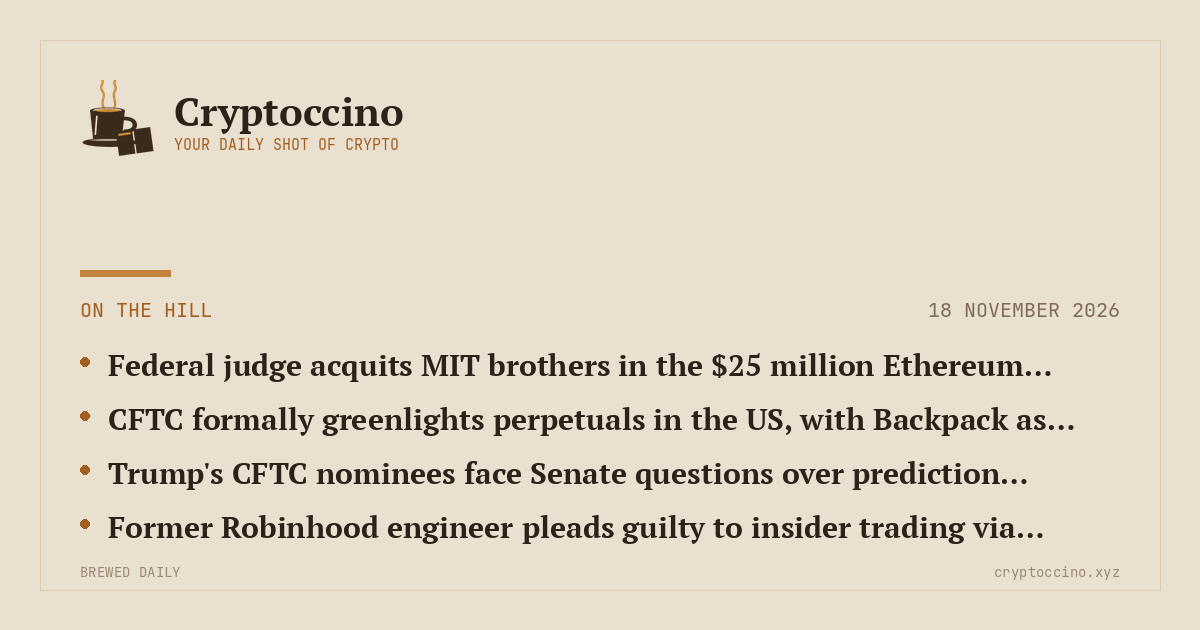 Cryptoccino
YOUR DAILY SHOT OF CRYPTO
ON THE HILL
18 NOVEMBER 2026
Federal judge acquits MIT brothers in the $25 million Ethereum...
CFTC formally greenlights perpetuals in the US, with Backpack as...
Trump's CFTC nominees face Senate questions over prediction...
Former Robinhood engineer pleads guilty to insider trading via...
BREWED DAILY
cryptoccino.xyz